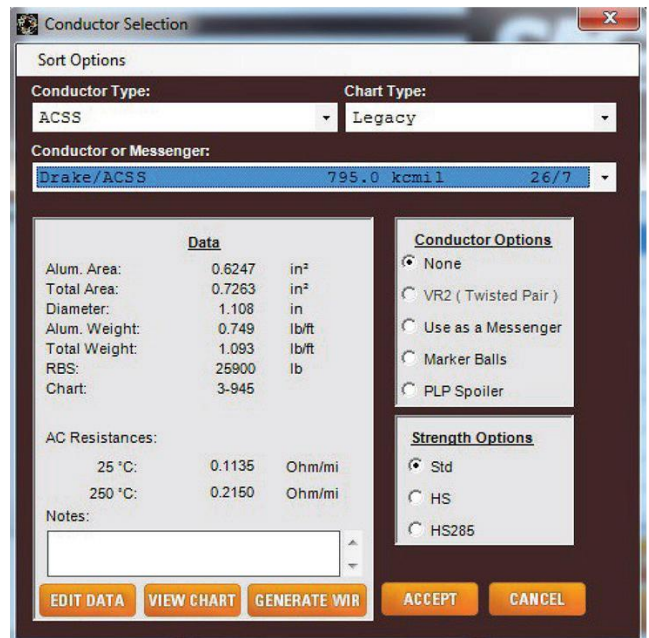 Conductor Selection
Sort Options
Conductor Type: Chart Type:
ACSS Legacy
Conductor or Messenger:
Drake/ACSS 795.0 kcmil 26/7
Data
Alum. Area: 0.6247 in²
Total Area: 0.7263 in²
Diameter: 1.108 in
Alum. Weight: 0.749 lb/ft
Total Weight: 1.093 lb/ft
RBS: 25900 lb
Chart: 3-945
AC Resistances:
25 °C: 0.1135 Ohm/mi
250 °C: 0.2150 Ohm/mi
Notes:
Conductor Options
None
VR2 ( Twisted Pair )
Use as a Messenger
Marker Balls
PLP Spoiler
Strength Options
Std
HS
HS285
EDIT DATA VIEW CHART GENERATE WIR ACCEPT CANCEL